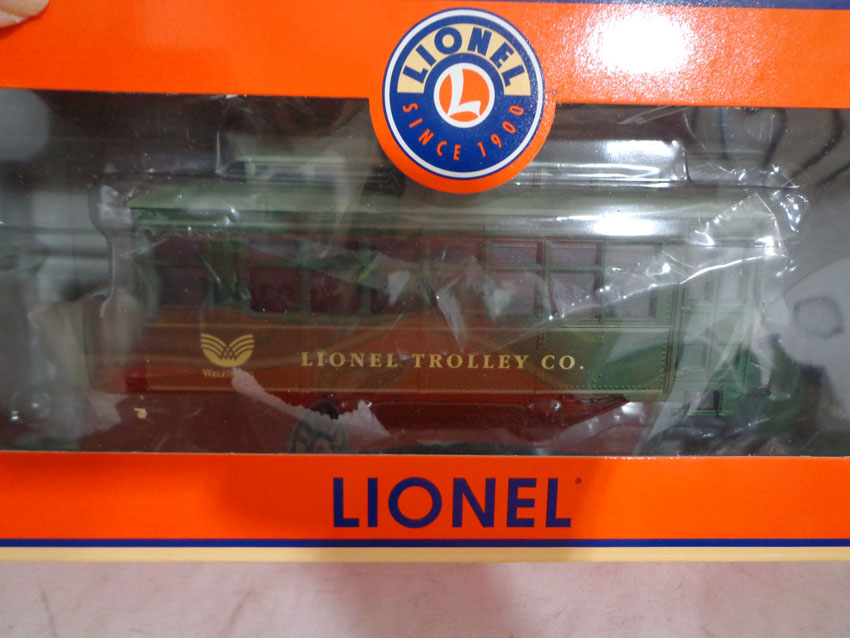 LIONEL
L
SINCE 1900
LIONEL TROLLEY CO.
LIONEL®